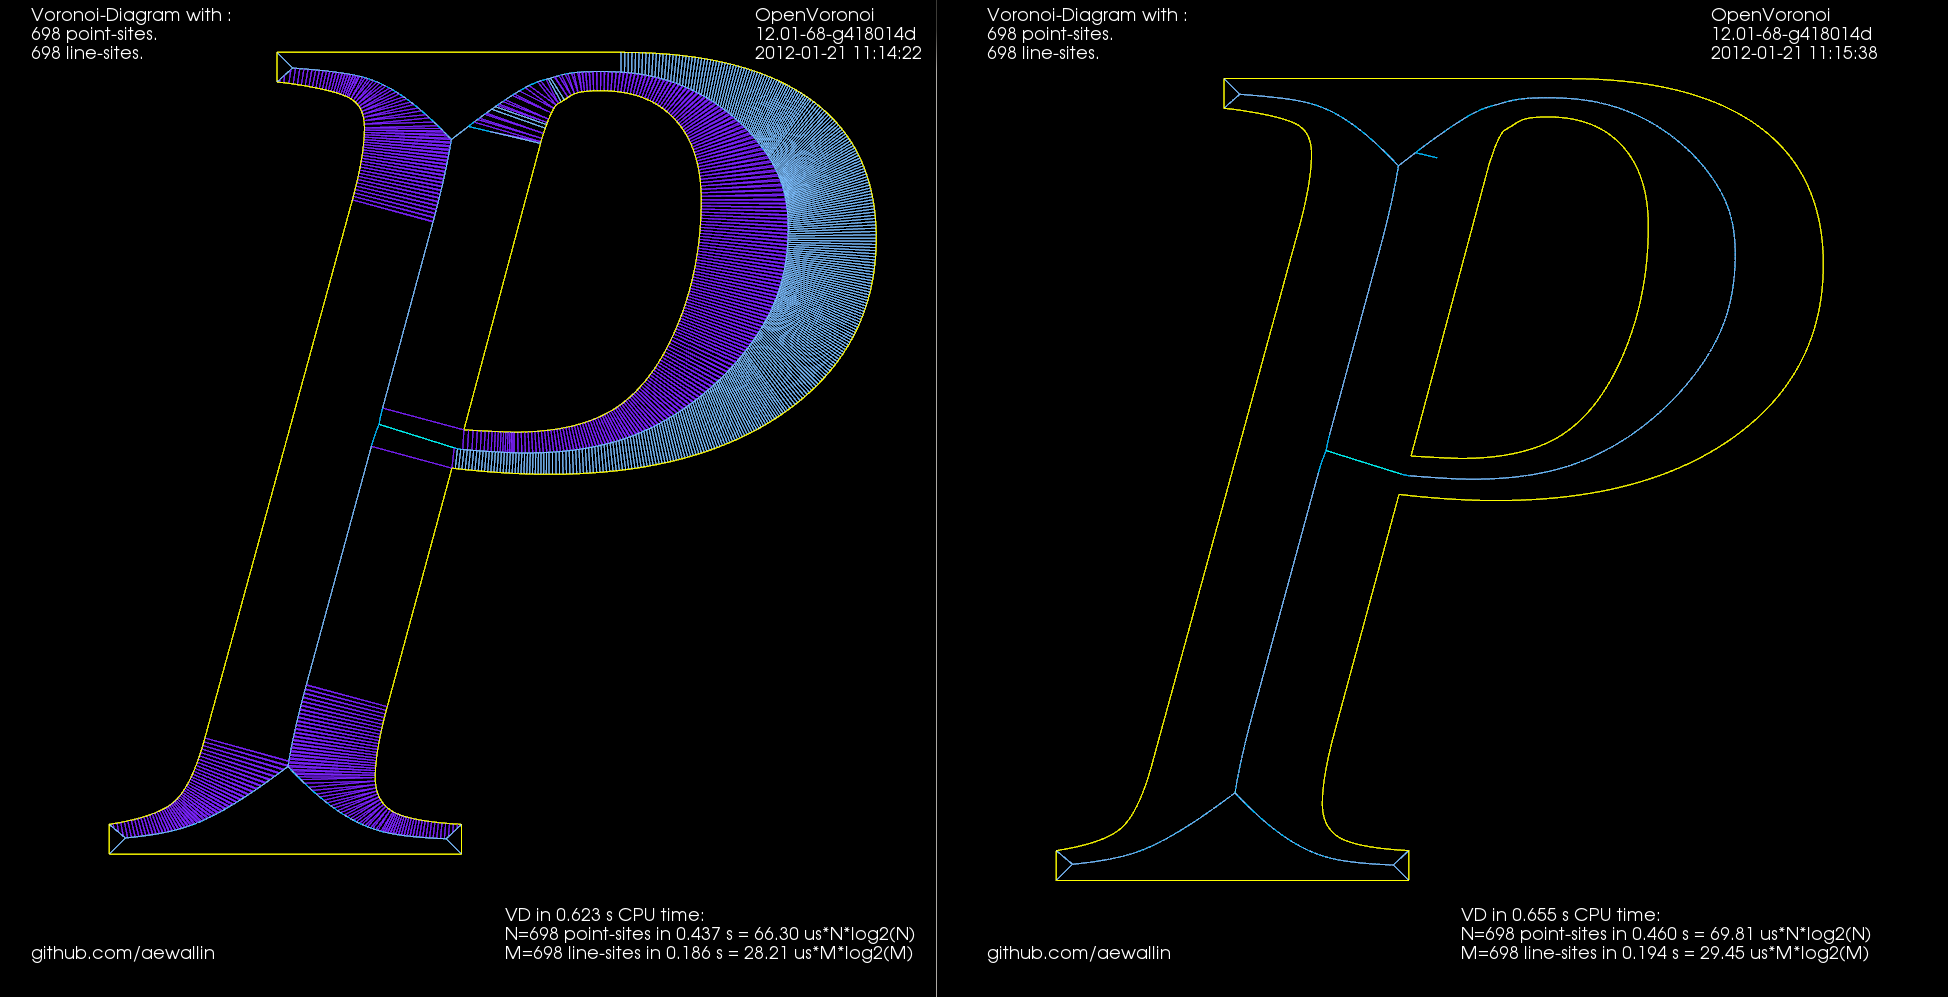 Voronoi-Diagram with :
698 point-sites.
698 line-sites.
OpenVoronoi
12.01-68-g418014d
2012-01-21 11:14:22
P
VD in 0.623 s CPU time:
N=698 point-sites in 0.437 s = 66.30 us*N*log2(N)
M=698 line-sites in 0.186 s = 28.21 us*M*log2(M)
github.com/aewallin
Voronoi-Diagram with :
698 point-sites.
698 line-sites.
OpenVoronoi
12.01-68-g418014d
2012-01-21 11:15:38
P
VD in 0.655 s CPU time:
N=698 point-sites in 0.460 s = 69.81 us*N*log2(N)
M=698 line-sites in 0.194 s = 29.45 us*M*log2(M)
github.com/aewallin